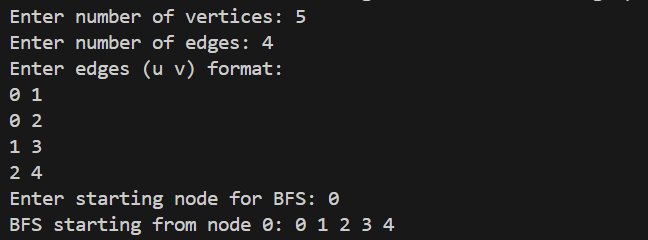 Enter number of vertices: 5
Enter number of edges: 4
Enter edges (u v) format:
0 1
0 2
1 3
2 4
Enter starting node for BFS: 0
BFS starting from node 0: 0 1 2 3 4